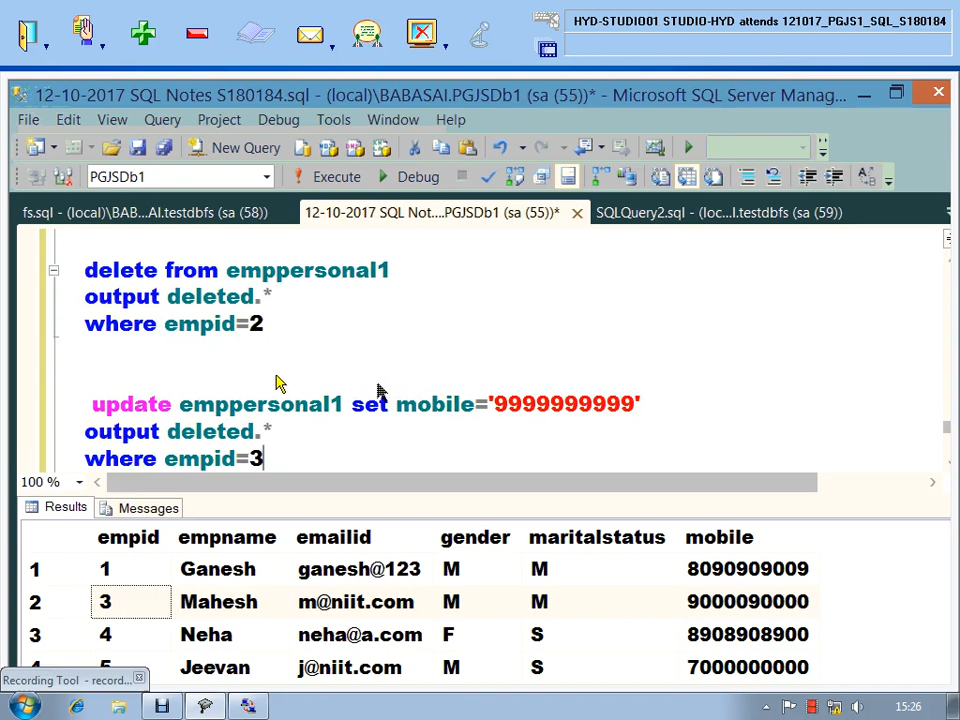 HYD-STUDIO01 STUDIO-HYD attends 121017_PGJS1_SQL_S180184
12-10-2017 SQL Notes S180184.sql - (local)\BABASAI.PGJSDb1 (sa (55))* - Microsoft SQL Server Manag...
File Edit View Query Project Debug Tools Window Help
New Query
PGJSDb1 ! Execute Debug
fs.sql - (local)\BAB...AI.testdbfs (sa (58)) 12-10-2017 SQL Not....PGJSDb1 (sa (55))* SQLQuery2.sql - (loc...l.testdbfs (sa (59))
delete from emppersonal1
output deleted.*
where empid=2
update emppersonal1 set mobile='9999999999'
output deleted.*
where empid=3
100 %
Results Messages
empid empname emailid gender maritalstatus mobile
1 1 Ganesh ganesh@123 M M 8090909009
2 3 Mahesh m@niit.com M M 9000090000
3 4 Neha neha@a.com F S 8908908900
4 5 Jeevan j@niit.com M S 7000000000
Recording Tool - record...
15:26